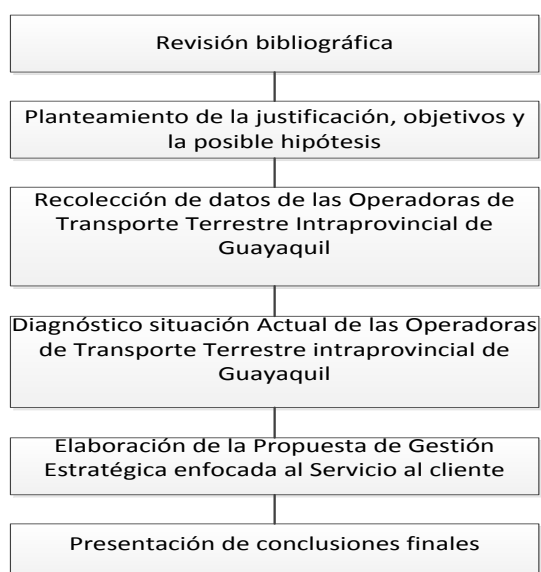 Revisión bibliográfica
Planteamiento de la justificación, objetivos y
la posible hipótesis
Recolección de datos de las Operadoras de
Transporte Terrestre Intraprovincial de
Guayaquil
Diagnóstico situación Actual de las Operadoras
de Transporte Terrestre intraprovincial de
Guayaquil
Elaboración de la Propuesta de Gestión
Estratégica enfocada al Servicio al cliente
Presentación de conclusiones finales